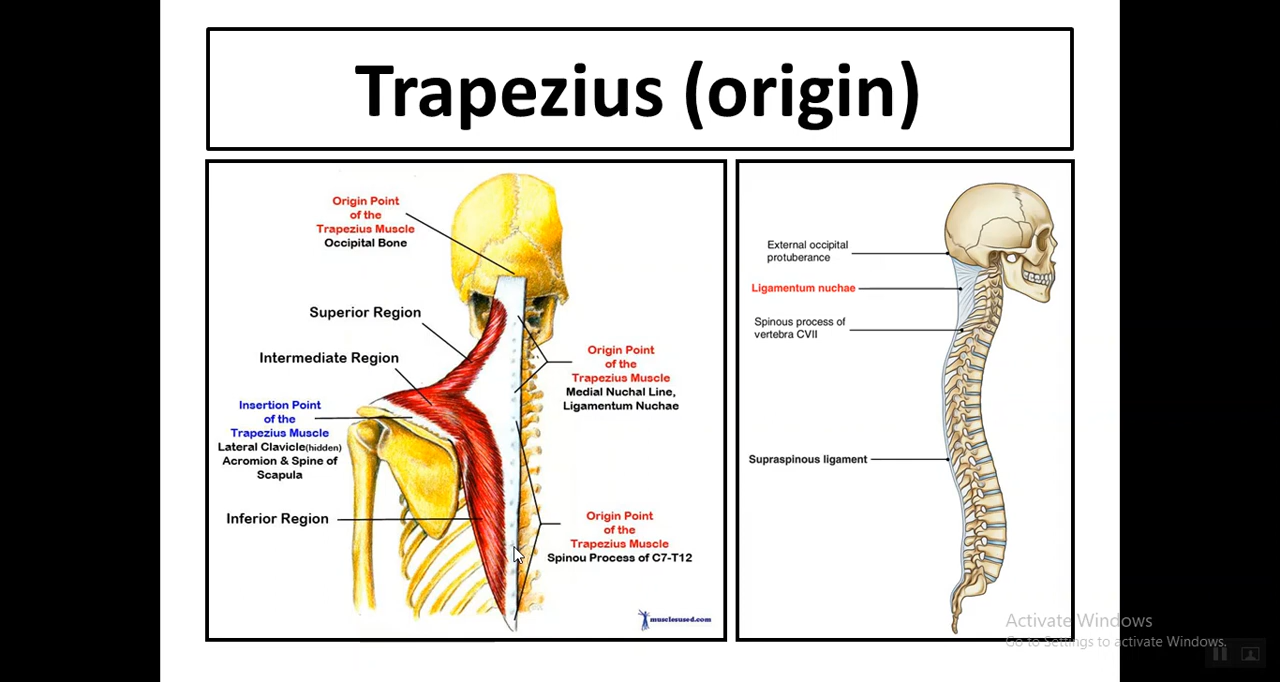 Trapezius (origin)
Origin Point
of the
Trapezius Muscle
Occipital Bone
Superior Region
Intermediate Region
Insertion Point
of the
Trapezius Muscle
Lateral Clavicle(hidden)
Acromion & Spine of
Scapula
Inferior Region
Origin Point
of the
Trapezius Muscle
Medial Nuchal Line,
Ligamentum Nuchae
Origin Point
of the
Trapezius Muscle
Spinou Process of C7-T12
musclesused.com
External occipital
protuberance
Ligamentum nuchae
Spinous process of
vertebra CVII
Supraspinous ligament
Activate Windows
Go to Settings to activate Windows.